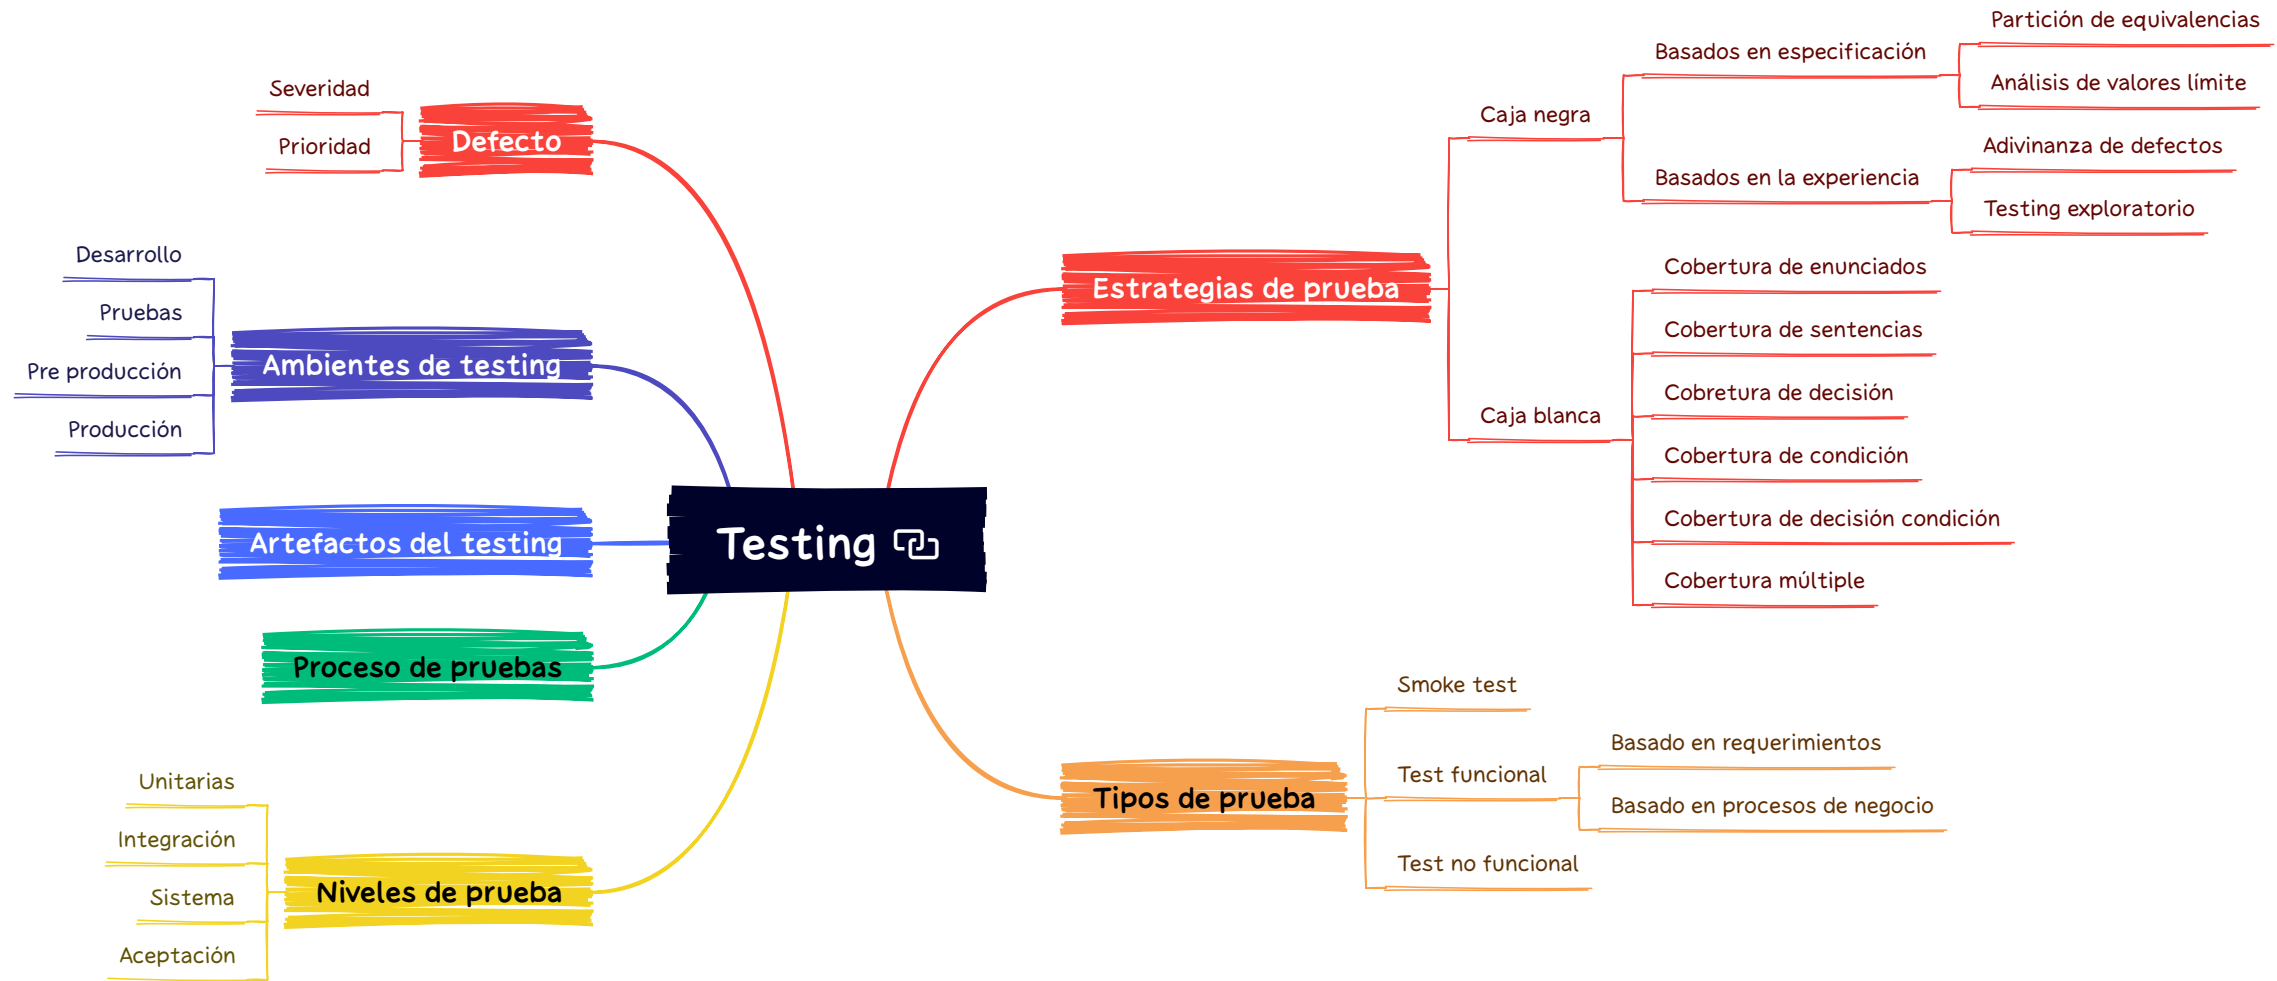 Testing
Defecto
Severidad
Prioridad
Ambientes de testing
Desarrollo
Pruebas
Pre producción
Producción
Artefactos del testing
Proceso de pruebas
Niveles de prueba
Unitarias
Integración
Sistema
Aceptación
Estrategias de prueba
Caja negra
Basados en especificación
Partición de equivalencias
Análisis de valores límite
Basados en la experiencia
Adivinanza de defectos
Testing exploratorio
Caja blanca
Cobertura de enunciados
Cobertura de sentencias
Cobretura de decisión
Cobertura de condición
Cobertura de decisión condición
Cobertura múltiple
Tipos de prueba
Smoke test
Test funcional
Basado en requerimientos
Basado en procesos de negocio
Test no funcional